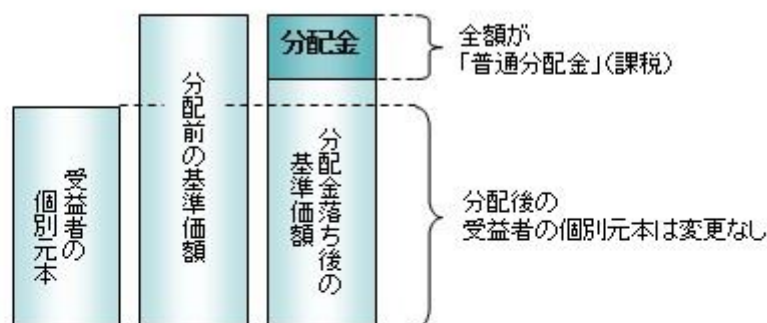 受益者の
個別元本
分配前の基準価額
分配金
分配金落ち後の
基準価額
全額が
「普通分配金」(課税)
分配後の
受益者の個別元本は変更なし